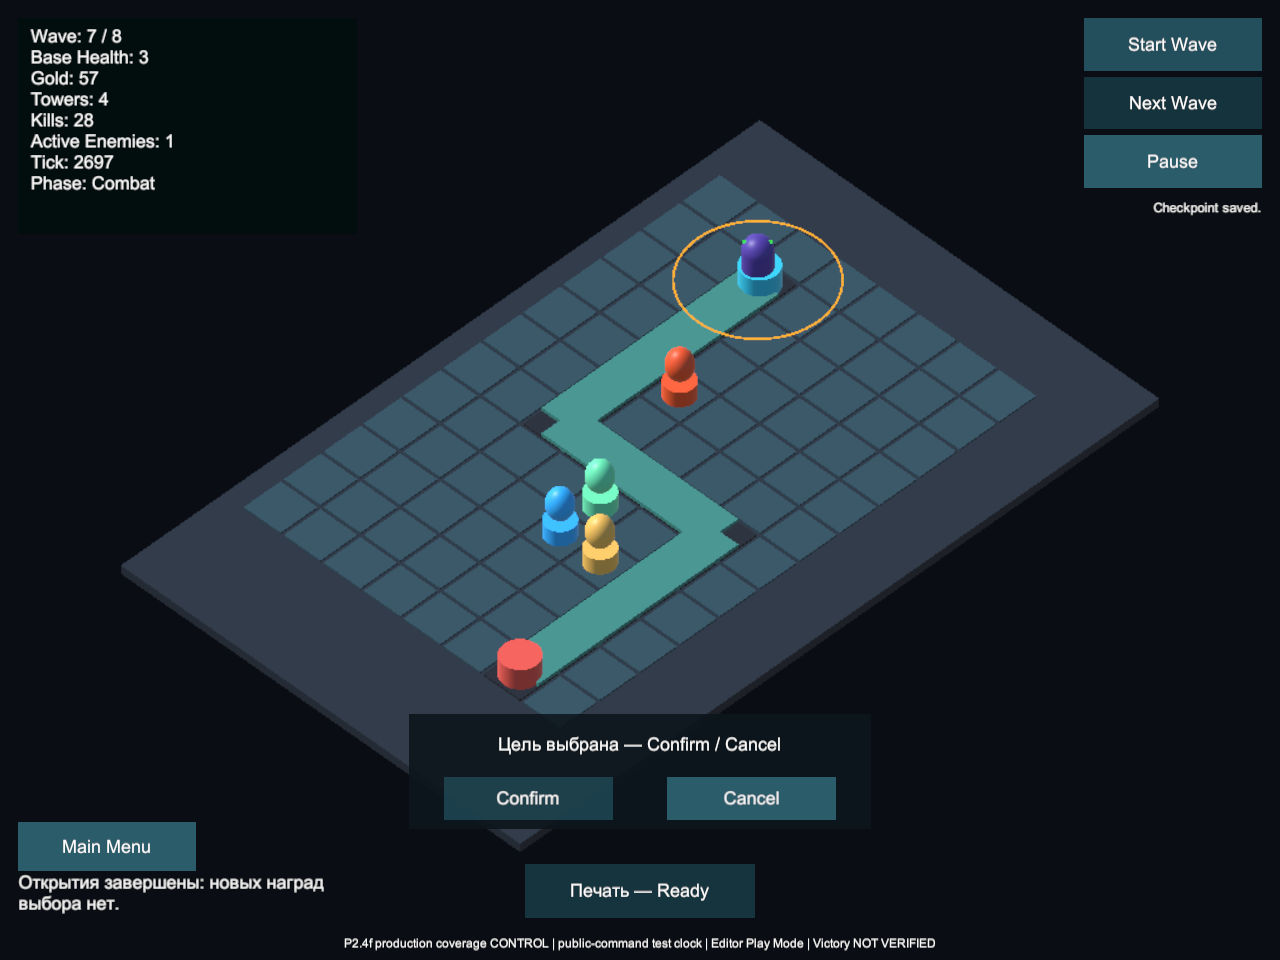 Wave: 7 / 8
Base Health: 3
Gold: 57
Towers: 4
Kills: 28
Active Enemies: 1
Tick: 2697
Phase: Combat
Start Wave
Next Wave
Pause
Checkpoint saved.
Цель выбрана — Confirm / Cancel
Confirm
Cancel
Main Menu
Открытия завершены: новых наград
выбора нет.
Печать — Ready
P2.4f production coverage CONTROL | public-command test clock | Editor Play Mode | Victory NOT VERIFIED